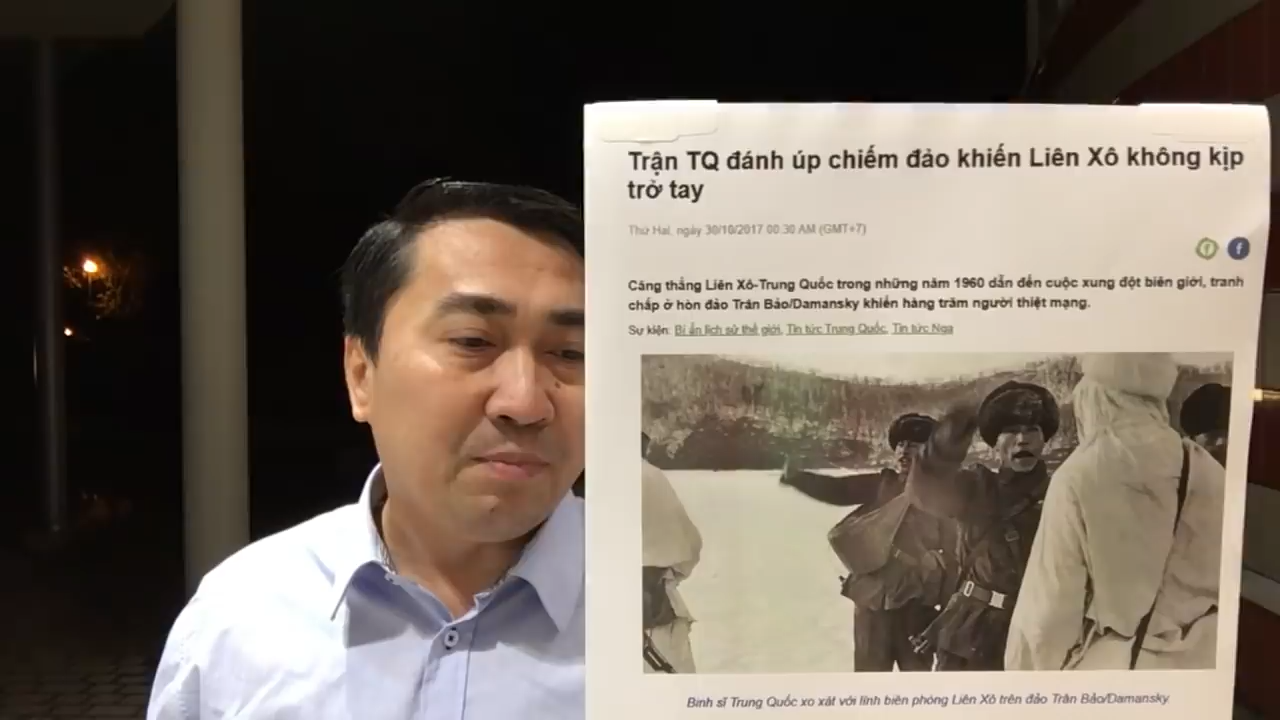 Trận TQ đánh úp chiếm đảo khiến Liên Xô không kịp
trở tay
Thứ Hai, ngày 30/10/2017 00:30 AM (GMT+7)
f
Căng thẳng Liên Xô-Trung Quốc trong những năm 1960 dẫn đến cuộc xung đột biên giới, tranh
chấp ở hòn đảo Trân Bảo/Damansky khiến hàng trăm người thiệt mạng.
Sự kiện: Bí ẩn lịch sử thế giới, Tin tức Trung Quốc, Tin tức Nga
Binh sĩ Trung Quốc xo xát với lính biên phòng Liên Xô trên đảo Trân Bảo/Damansky